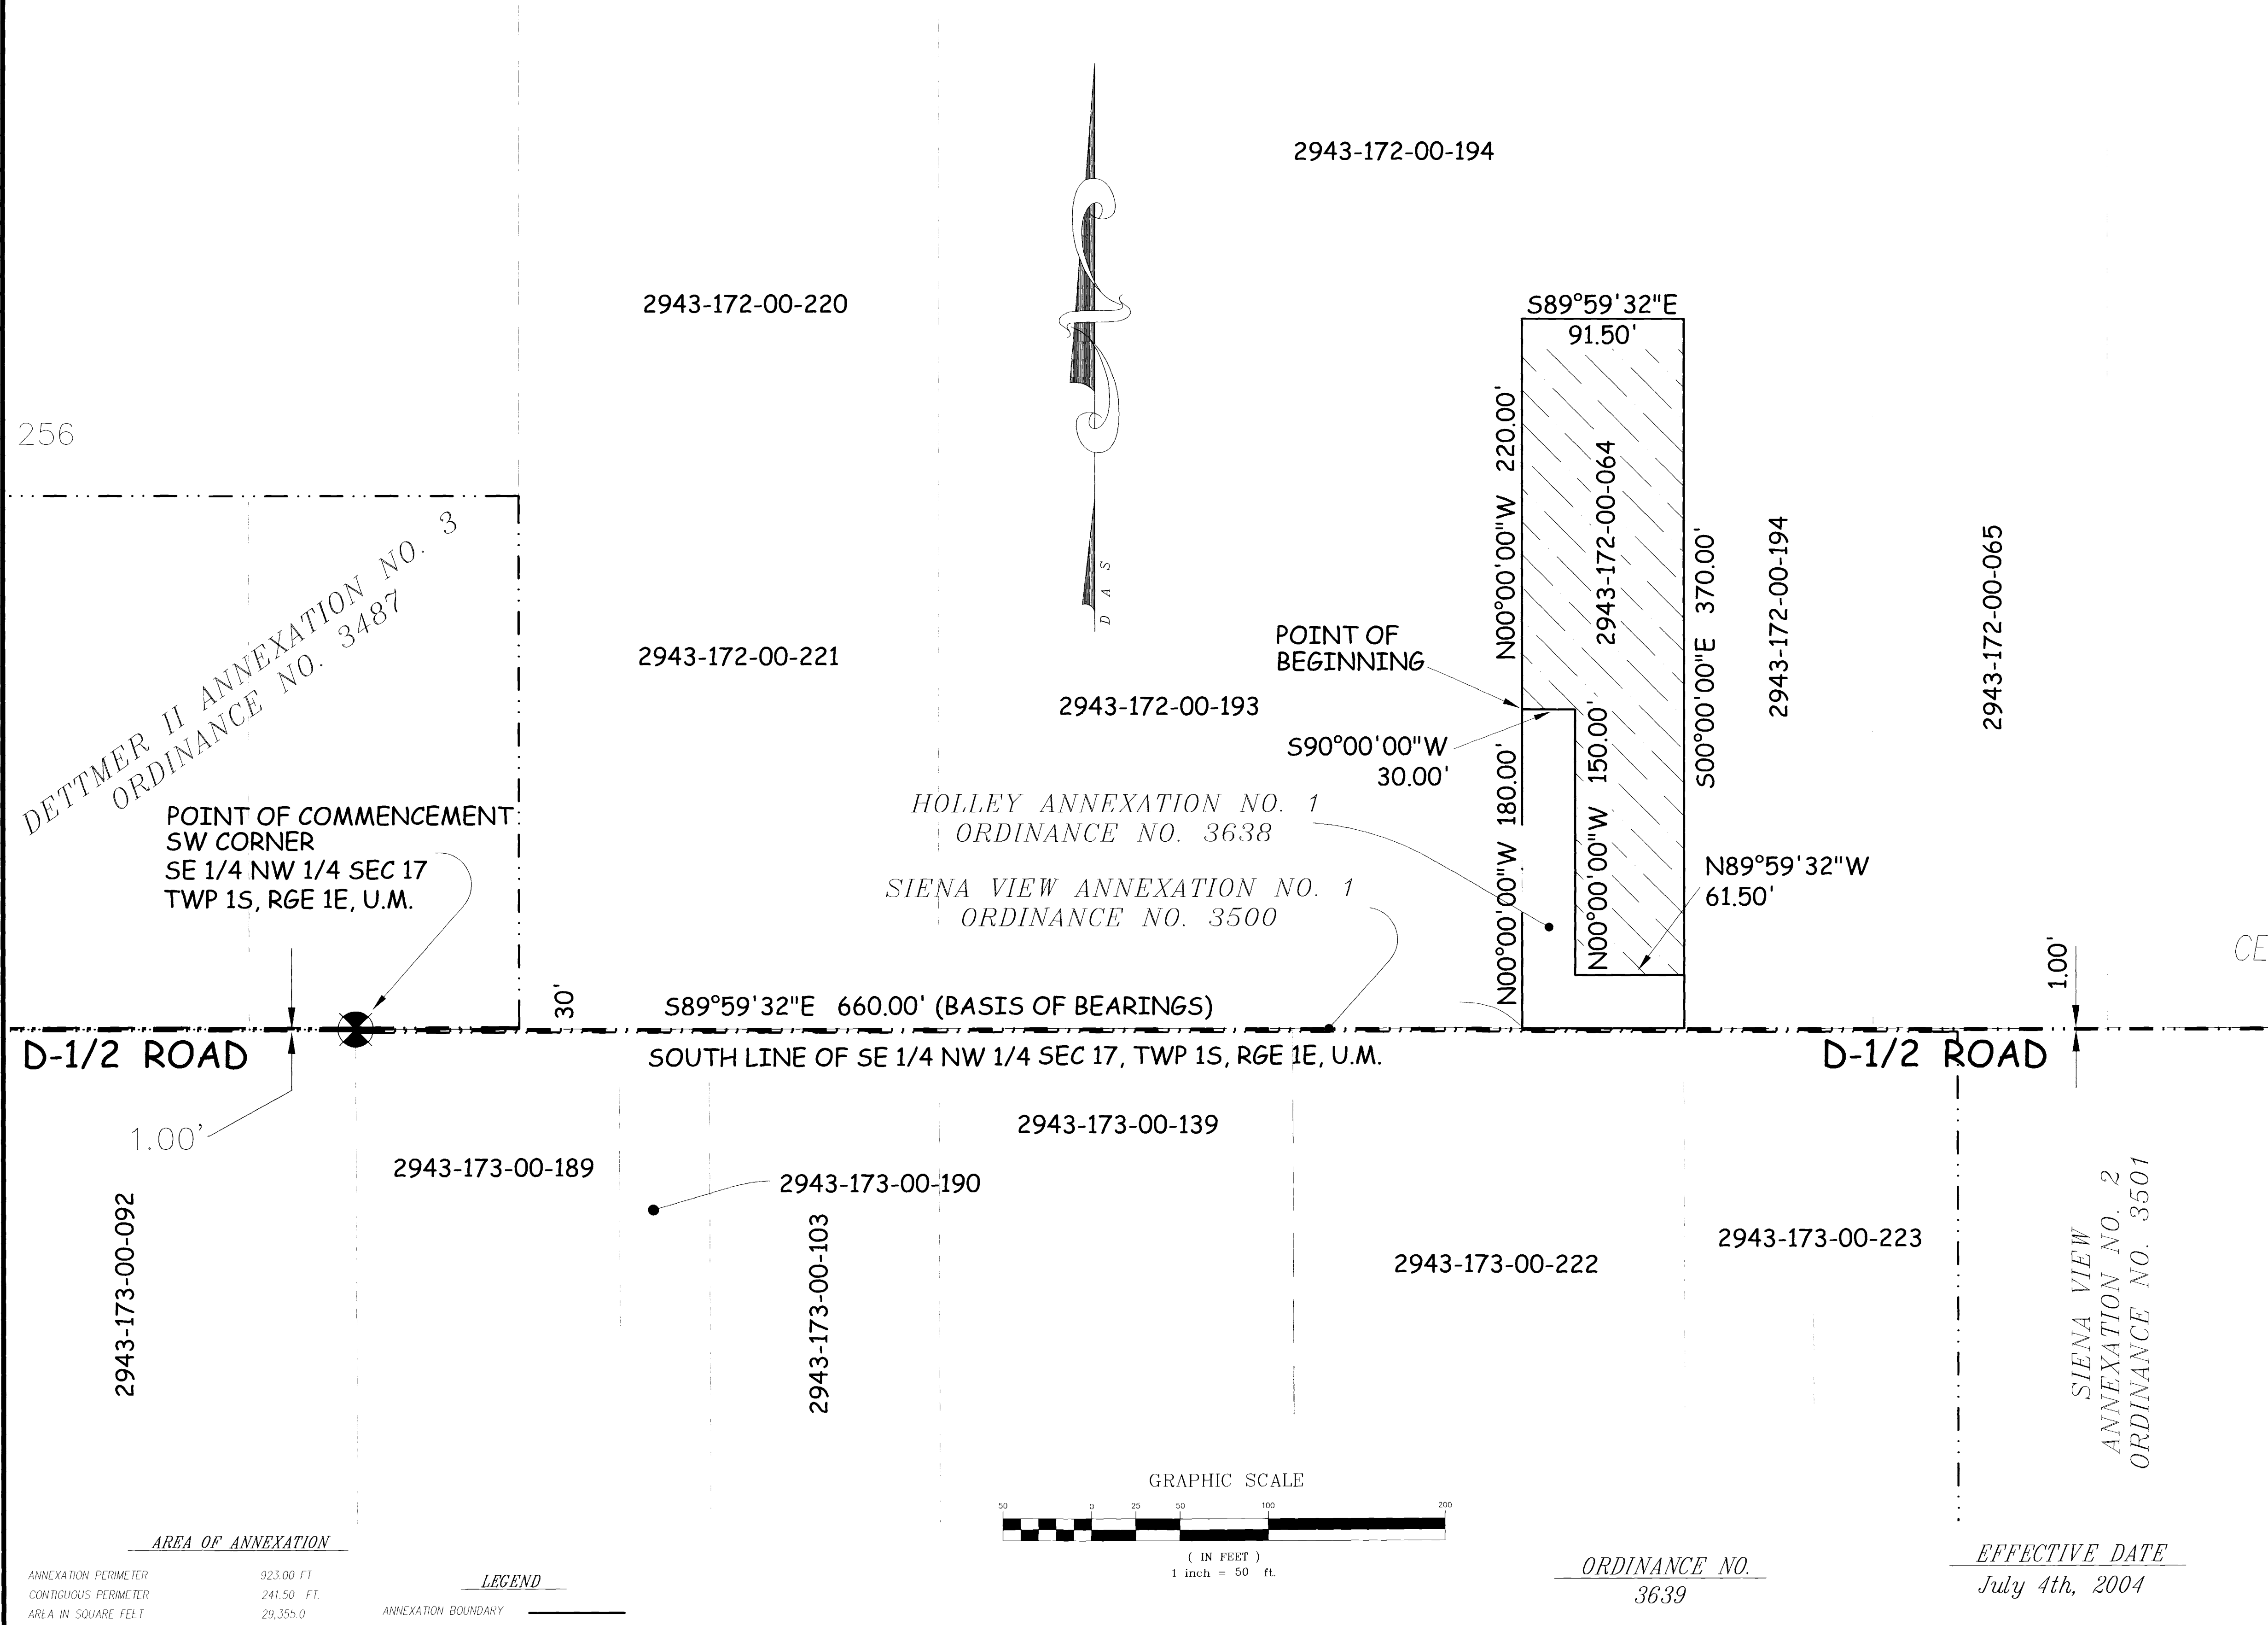 2943-172-00-194
2943-172-00-220
S89°59'32"E
91.50'
256
N00°00'00"W 220.00'
2943-172-00-064
DETTMER II ANNEXATION NO. 3
ORDINANCE NO. 3487
D A S
2943-172-00-221
POINT OF
BEGINNING
S00°00'00"E 370.00'
2943-172-00-194
2943-172-00-065
2943-172-00-193
S90°00'00"W
30.00'
N00°00'00"W 180.00'
N00°00'00"W 150.00'
HOLLEY ANNEXATION NO. 1
ORDINANCE NO. 3638
POINT OF COMMENCEMENT
SW CORNER
SE 1/4 NW 1/4 SEC 17
TWP 1S, RGE 1E, U.M.
SIENA VIEW ANNEXATION NO. 1
ORDINANCE NO. 3500
N89°59'32"W
61.50'
1.00'
CE
30'
S89°59'32"E 660.00' (BASIS OF BEARINGS)
D-1/2 ROAD
SOUTH LINE OF SE 1/4 NW 1/4 SEC 17, TWP 1S, RGE 1E, U.M.
D-1/2 ROAD
1.00'
2943-173-00-139
2943-173-00-189
2943-173-00-190
2943-173-00-092
2943-173-00-103
2943-173-00-222
2943-173-00-223
SIENA VIEW
ANNEXATION NO. 2
ORDINANCE NO. 3501
GRAPHIC SCALE
50 0 25 50 100 200
( IN FEET )
1 inch = 50 ft.
AREA OF ANNEXATION
ANNEXATION PERIMETER 923.00 FT
CONTIGUOUS PERIMETER 241.50 FT.
AREA IN SQUARE FEET 29,355.0
LEGEND
ANNEXATION BOUNDARY
ORDINANCE NO.
3639
EFFECTIVE DATE
July 4th, 2004